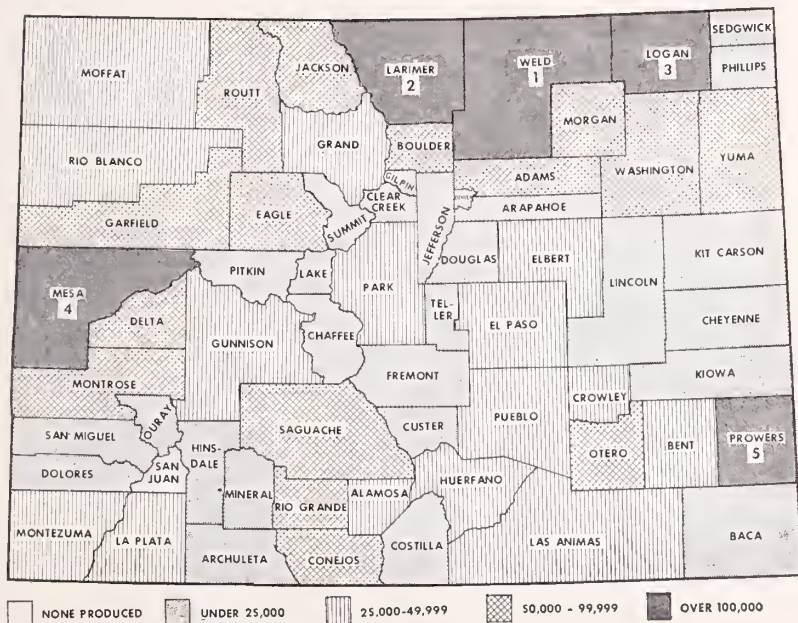 SEDGWICK
MOFFAT
ROUTT
JACKSON
LARIMER
2
WELD
1
LOGAN
3
PHILLIPS
RIO BLANCO
GRAND
BOULDER
MORGAN
WASHINGTON
YUMA
GARFIELD
EAGLE
GILPIN
CLEAR
CREEK
SUMMIT
JEFFERSON
ADAMS
ARAPAHOE
MESA
4
PITKIN
LAKE
PARK
DOUGLAS
ELBERT
LINCOLN
KIT CARSON
DELTA
GUNNISON
CHAFFEE
TEL-
LER
EL PASO
CHEYENNE
MONTROSE
FREMONT
KIOWA
OURAY
SAN MIGUEL
SAGUACHE
CUSTER
PUEBLO
CROWLEY
OTERO
BENT
PROWERS
5
DOLORES
SAN
JUAN
HINS-
DALE
MINERAL
RIO GRANDE
ALAMOSA
HUERFANO
MONTEZUMA
LA PLATA
ARCHULETA
CONEJOS
COSTILLA
LAS ANIMAS
BACA
NONE PRODUCED
UNDER 25,000
25,000-49,999
50,000 - 99,999
OVER 100,000